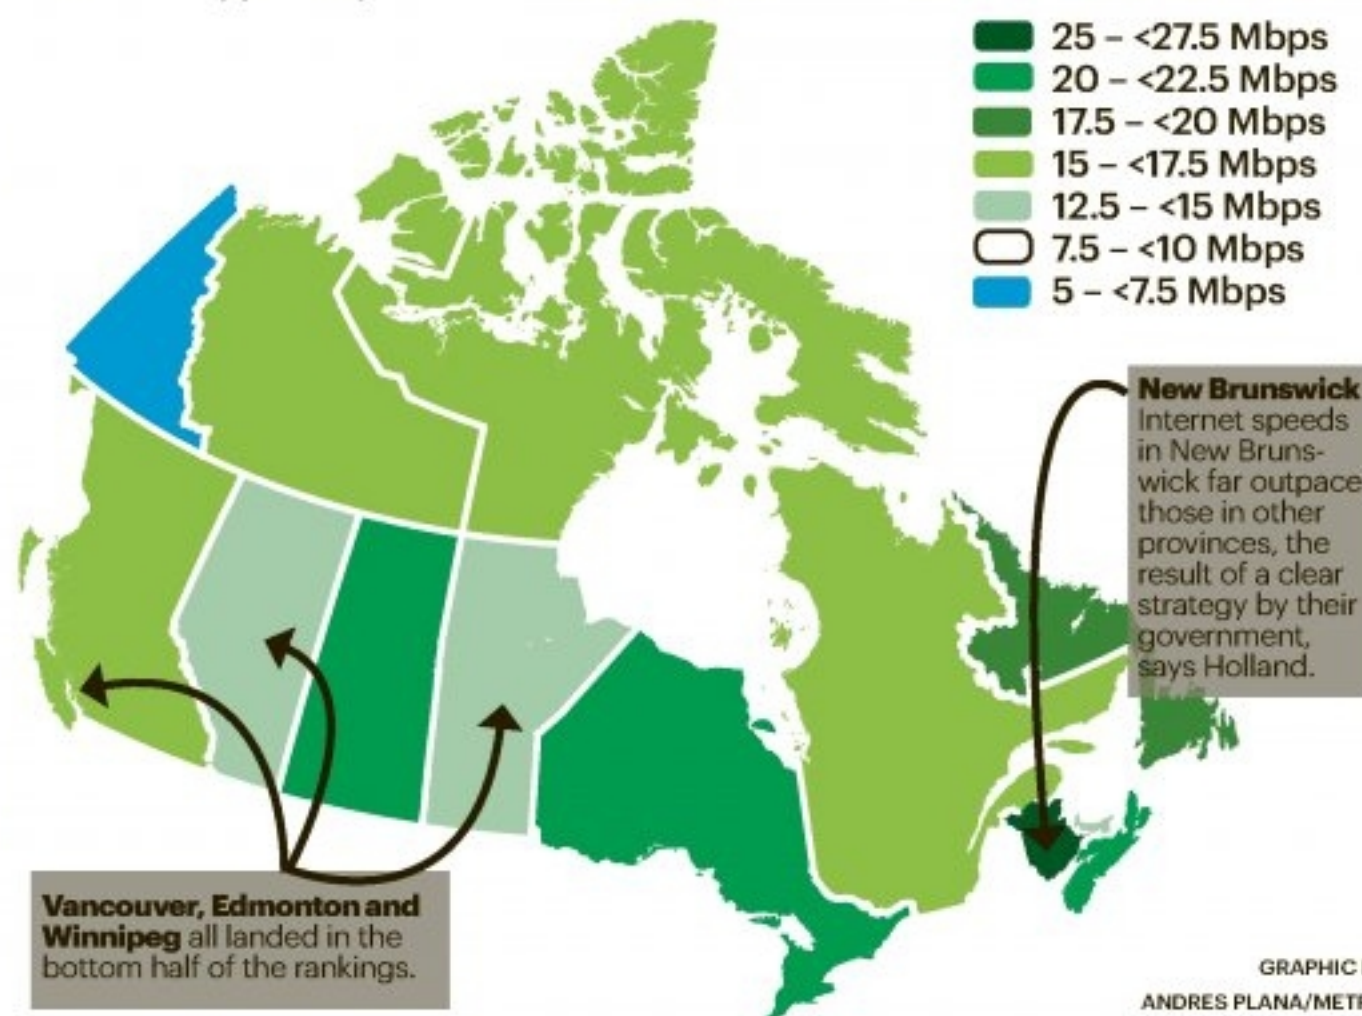 25 – <27.5 Mbps
20 – <22.5 Mbps
17.5 – <20 Mbps
15 – <17.5 Mbps
12.5 – <15 Mbps
7.5 – <10 Mbps
5 – <7.5 Mbps
New Brunswick
Internet speeds
in New Bruns-
wick far outpace
those in other
provinces, the
result of a clear
strategy by their
government,
says Holland.
Vancouver, Edmonton and
Winnipeg all landed in the
bottom half of the rankings.
GRAPHIC
ANDRES PLANA/METR